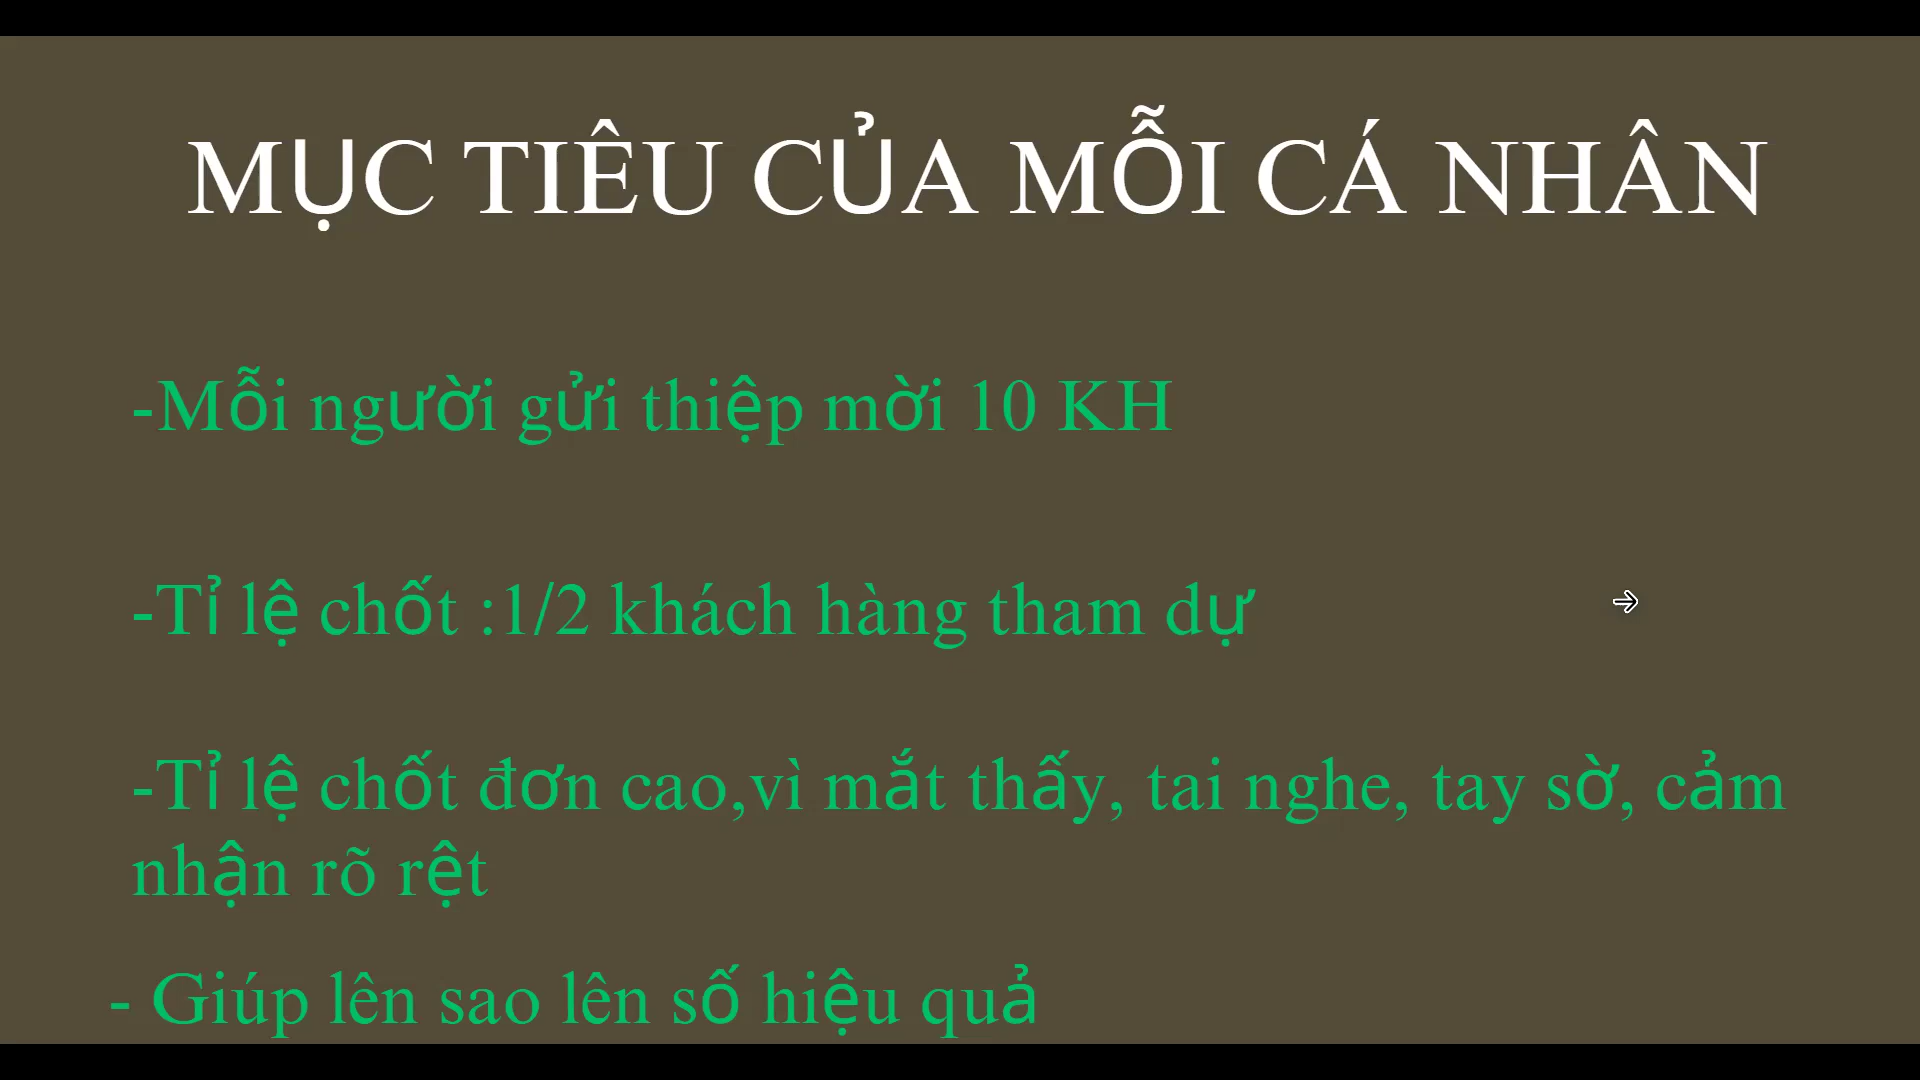 MỤC TIÊU CỦA MỖI CÁ NHÂN
-Mỗi người gửi thiệp mời 10 KH
-Tỉ lệ chốt :1/2 khách hàng tham dự
-Tỉ lệ chốt đơn cao,vì mắt thấy, tai nghe, tay sờ, cảm
nhận rõ rệt
- Giúp lên sao lên số hiệu quả